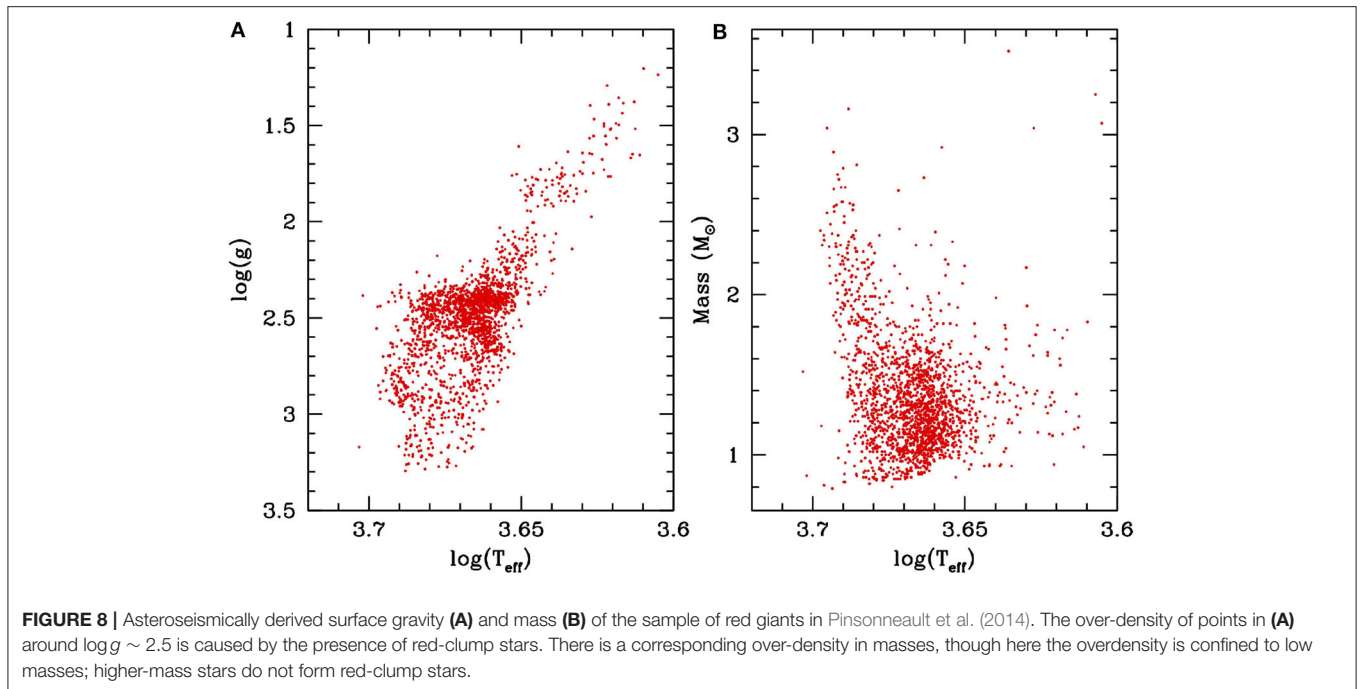 A
B
1
1.5
2
2.5
3
3.5
log(g)
3.7
3.65
3.6
log(T_eff)
3
2
1
Mass (M_⊙)
3.7
3.65
3.6
log(T_eff)
FIGURE 8 | Asteroseismically derived surface gravity (A) and mass (B) of the sample of red giants in Pinsonneault et al. (2014). The over-density of points in (A)
around log g ∼ 2.5 is caused by the presence of red-clump stars. There is a corresponding over-density in masses, though here the overdensity is confined to low
masses; higher-mass stars do not form red-clump stars.